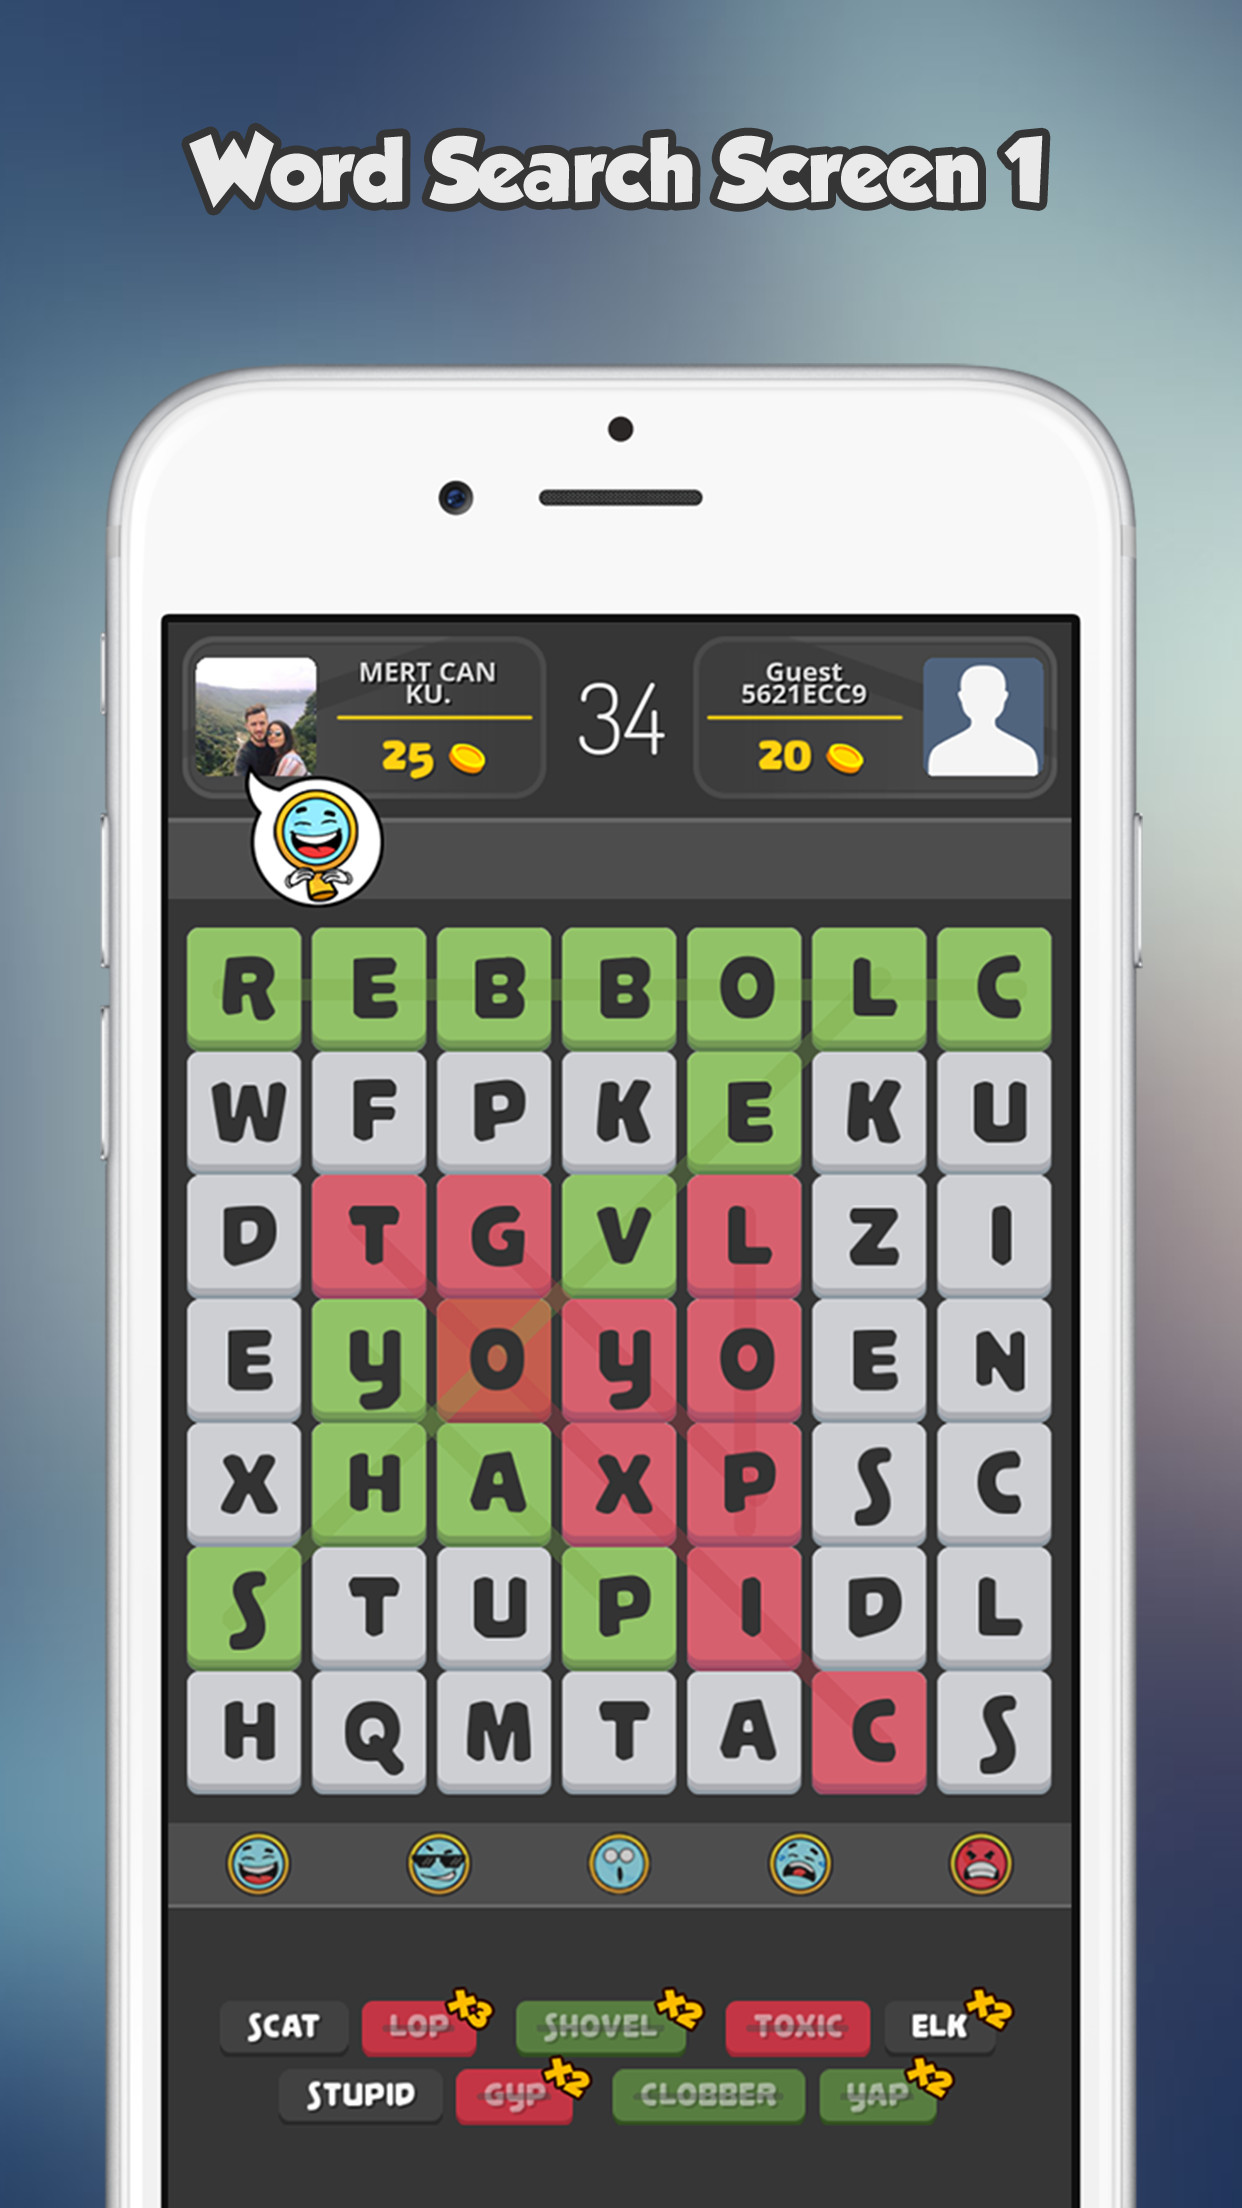 Word Search Screen 1
MERT CAN
KU.
25
34
Guest
5621ECC9
20
R E B B O L C
W F P K E K U
D T G V L Z I
E Y O Y O E N
X H A X P S C
S T U P I D L
H Q M T A C S
SCAT LOP X3 SHOVEL X2 TOXIC ELK X2
STUPID GYP X2 CLOBBER YAP X2